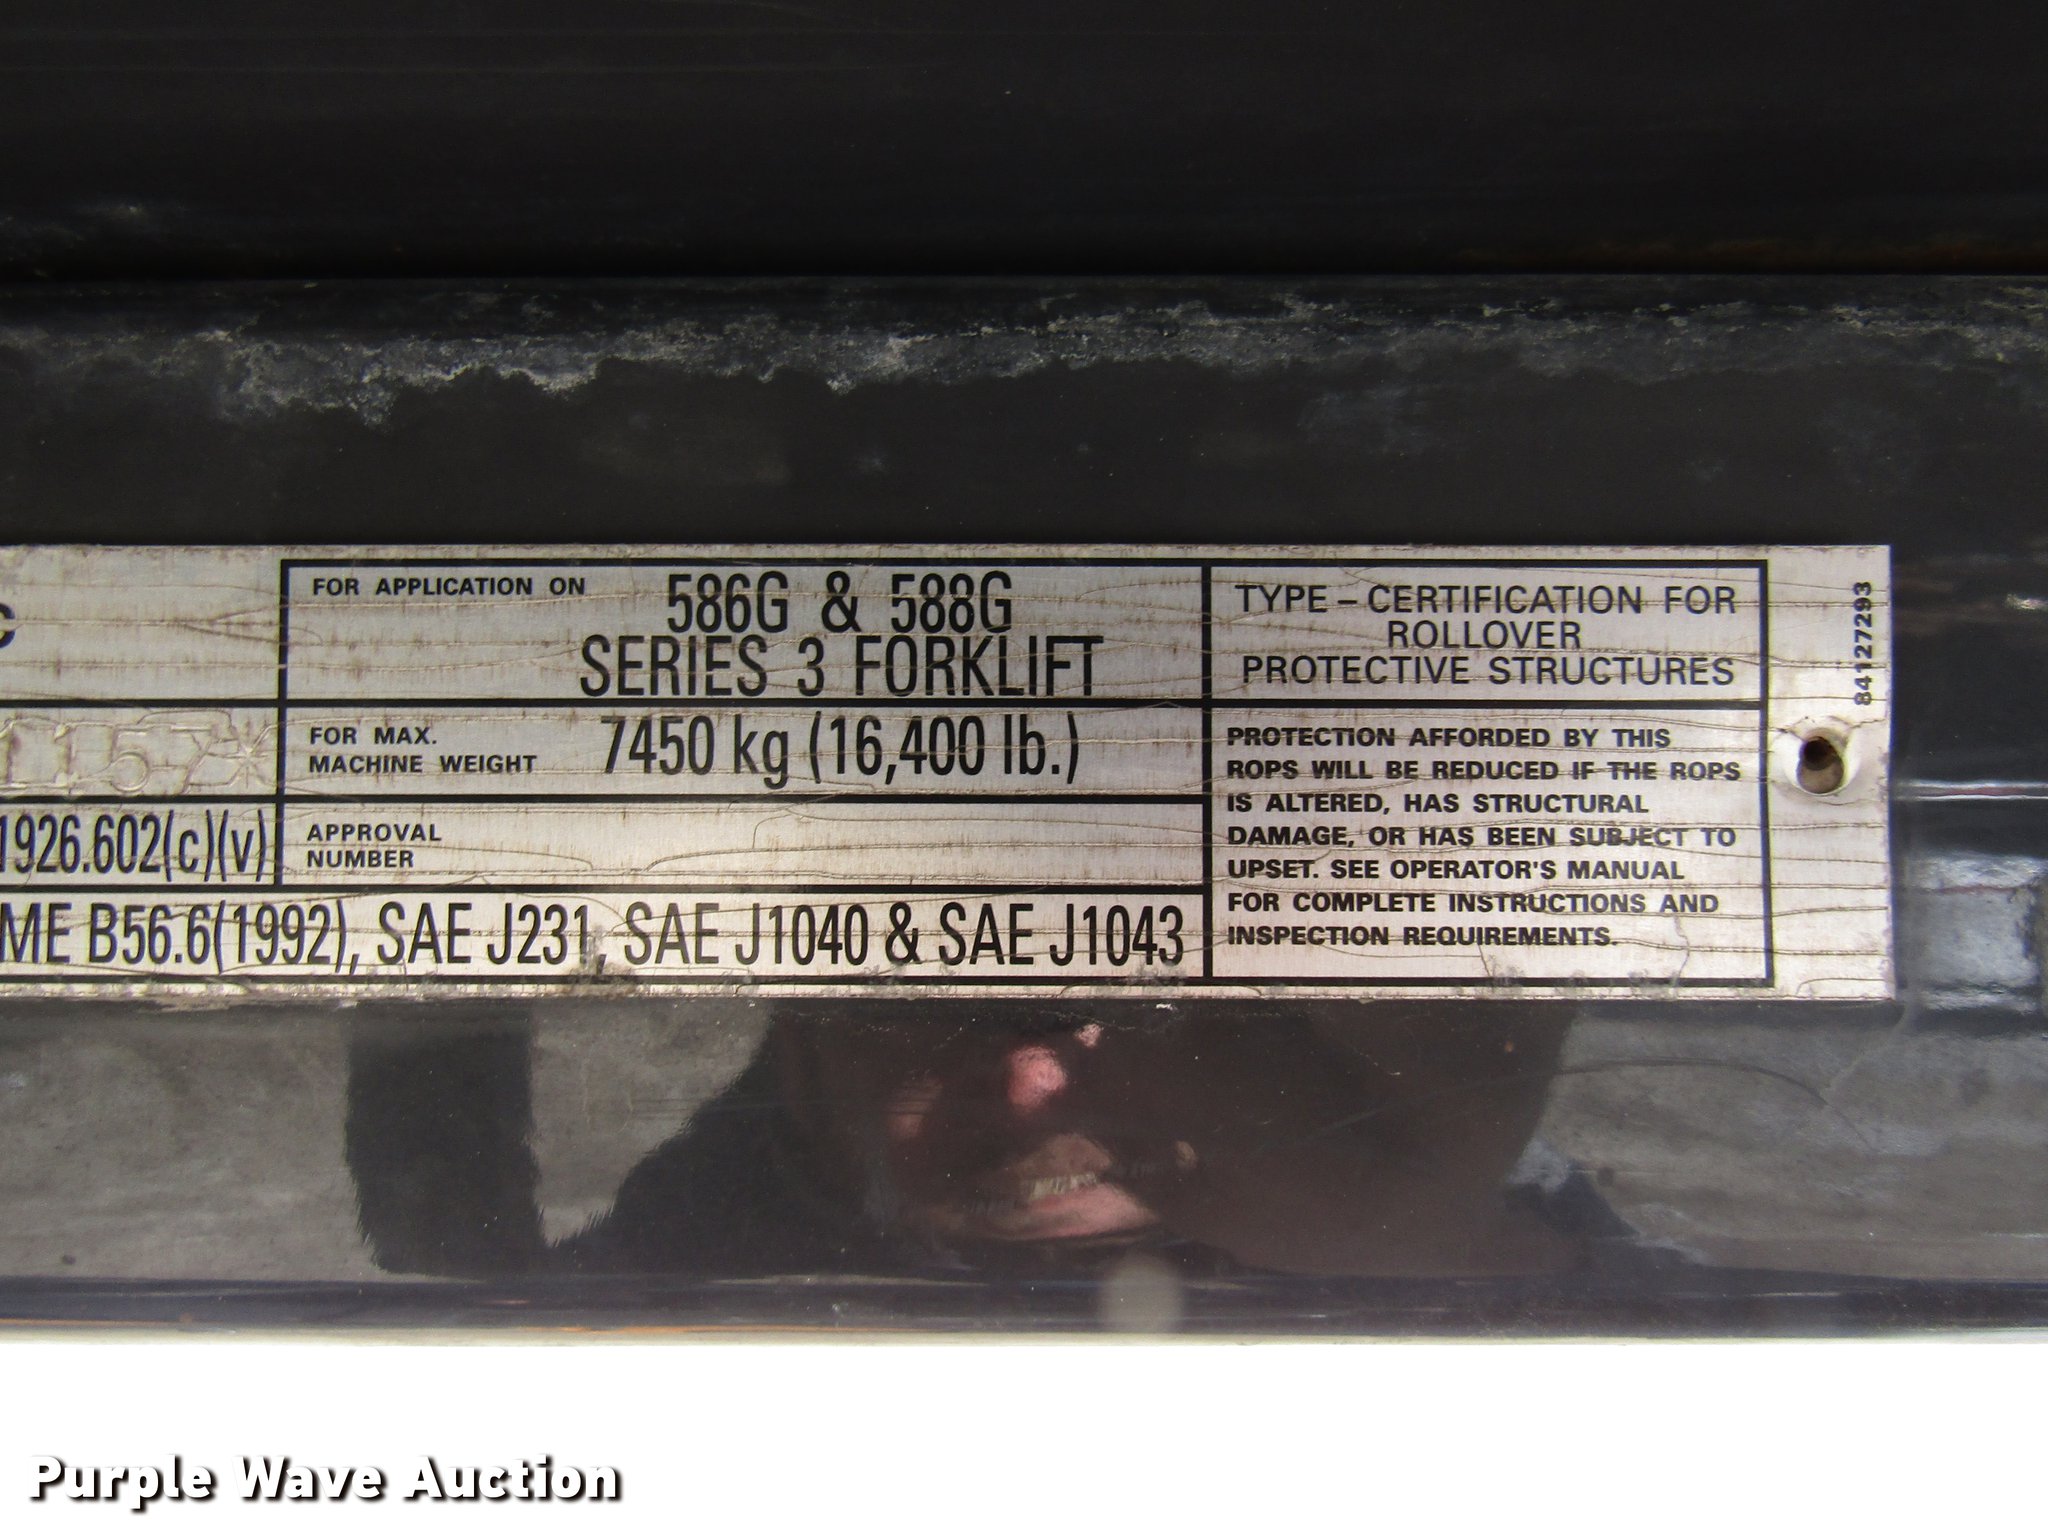 C
FOR APPLICATION ON 586G & 588G
SERIES 3 FORKLIFT
1157*
FOR MAX.
MACHINE WEIGHT 7450 kg (16,400 lb.)
1926.602(c)(v)
APPROVAL
NUMBER
ME B56.6(1992), SAE J231, SAE J1040 & SAE J1043
TYPE – CERTIFICATION FOR
ROLLOVER
PROTECTIVE STRUCTURES
PROTECTION AFFORDED BY THIS
ROPS WILL BE REDUCED IF THE ROPS
IS ALTERED, HAS STRUCTURAL
DAMAGE, OR HAS BEEN SUBJECT TO
UPSET. SEE OPERATOR'S MANUAL
FOR COMPLETE INSTRUCTIONS AND
INSPECTION REQUIREMENTS.
84127293
Purple Wave Auction